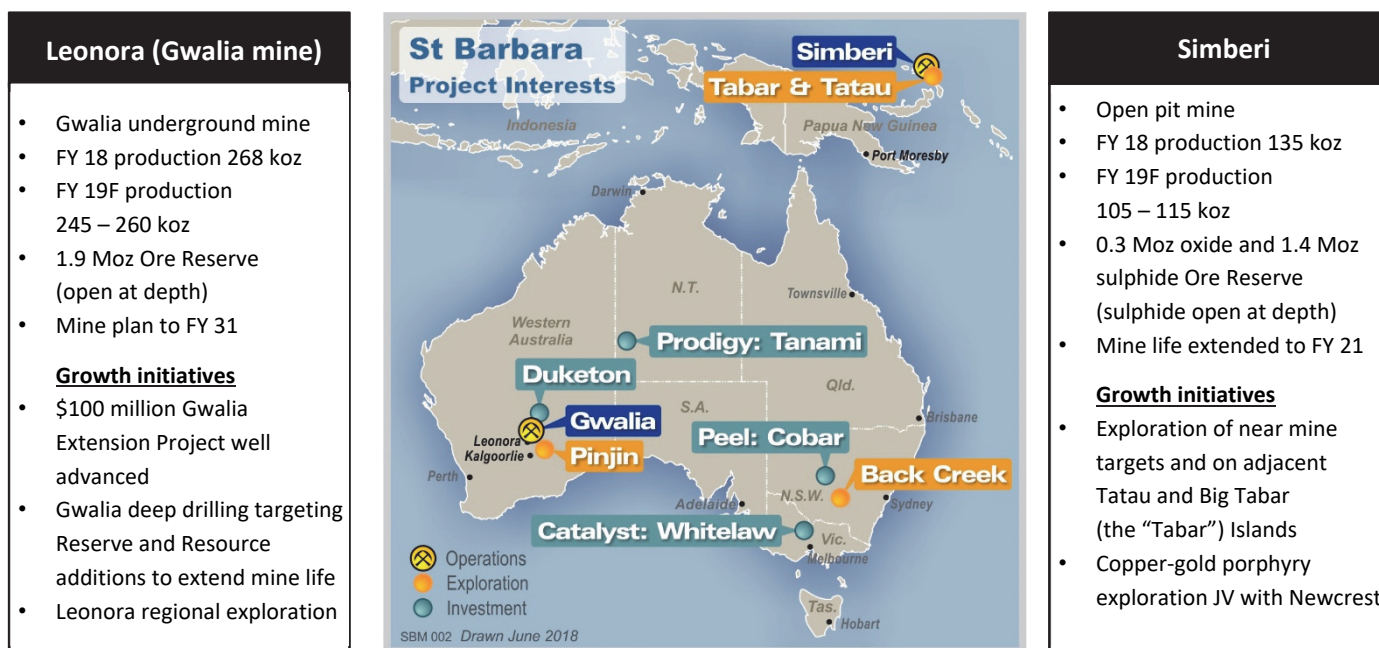 Leonora (Gwalia mine)
• Gwalia underground mine
• FY 18 production 268 koz
• FY 19F production
245 – 260 koz
• 1.9 Moz Ore Reserve
(open at depth)
• Mine plan to FY 31
Growth initiatives
• $100 million Gwalia
Extension Project well
advanced
• Gwalia deep drilling targeting
Reserve and Resource
additions to extend mine life
• Leonora regional exploration
St Barbara
Project Interests
Simberi
Tabar & Tatau
Indonesia
Papua New Guinea
Port Moresby
Darwin
N.T.
Townsville
Western
Australia
Prodigy: Tanami
Duketon
Qld.
S.A.
Gwalia
Brisbane
Leonora
Peel: Cobar
Kalgoorlie
Pinjin
Perth
Back Creek
N.S.W.
Adelaide
Sydney
Catalyst: Whitelaw
Vic.
Melbourne
Operations
Exploration
Investment
Tas.
Hobart
SBM 002 Drawn June 2018
Simberi
• Open pit mine
• FY 18 production 135 koz
• FY 19F production
105 – 115 koz
• 0.3 Moz oxide and 1.4 Moz
sulphide Ore Reserve
(sulphide open at depth)
• Mine life extended to FY 21
Growth initiatives
• Exploration of near mine
targets and on adjacent
Tatau and Big Tabar
(the “Tabar”) Islands
• Copper-gold porphyry
exploration JV with Newcrest